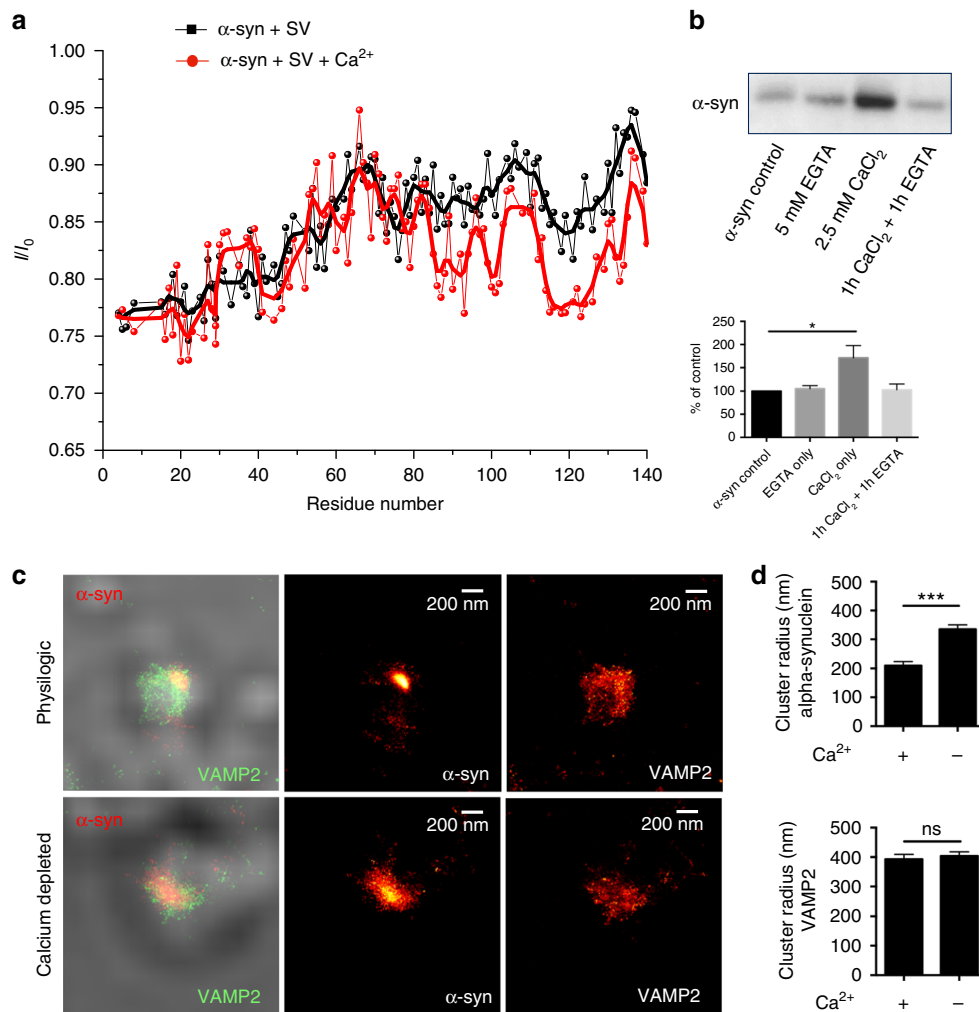 a
α-syn + SV
α-syn + SV + Ca²⁺
1.00
0.95
0.90
0.85
0.80
0.75
0.70
0.65
I/I₀
0 20 40 60 80 100 120 140
Residue number
b
α-syn
α-syn control
5 mM EGTA
2.5 mM CaCl₂
1h CaCl₂ + 1h EGTA
*
250
200
150
100
50
0
% of control
α-syn control
EGTA only
CaCl₂ only
1h CaCl₂ + 1h EGTA
c
Physilogic
α-syn
VAMP2
200 nm
α-syn
200 nm
VAMP2
Calcium depleted
α-syn
VAMP2
200 nm
α-syn
200 nm
VAMP2
d
Cluster radius (nm)
alpha-synuclein
500
400
300
200
100
0
***
Ca²⁺ + −
Cluster radius (nm)
VAMP2
500
400
300
200
100
0
ns
Ca²⁺ + −